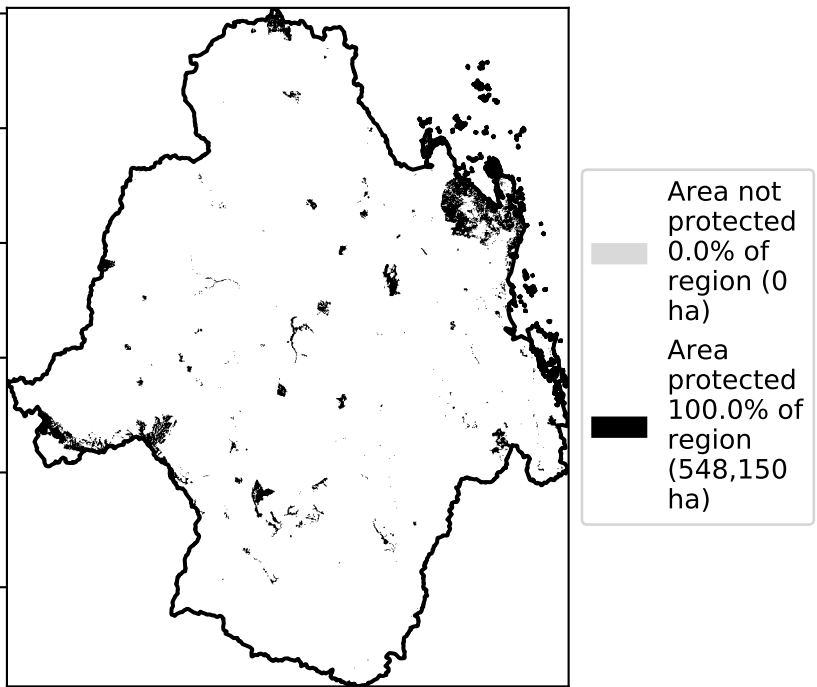 Area not
protected
0.0% of
region (0
ha)
Area
protected
100.0% of
region
(548,150
ha)